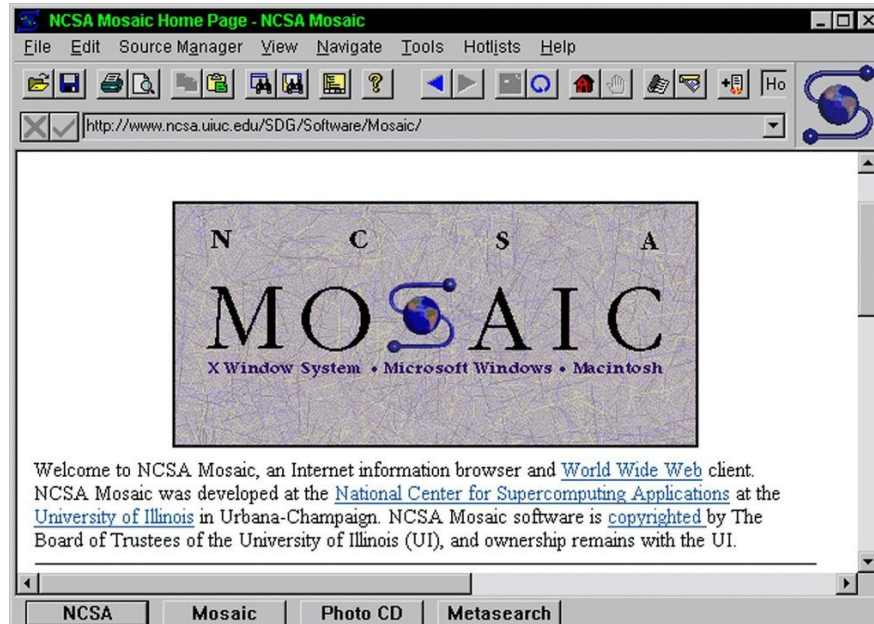 NCSA Mosaic Home Page - NCSA Mosaic
File Edit Source Manager View Navigate Tools Hotlists Help
Ho
http://www.ncsa.uiuc.edu/SDG/Software/Mosaic/
N C S A
MOSAIC
X Window System • Microsoft Windows • Macintosh
Welcome to NCSA Mosaic, an Internet information browser and World Wide Web client.
NCSA Mosaic was developed at the National Center for Supercomputing Applications at the
University of Illinois in Urbana-Champaign. NCSA Mosaic software is copyrighted by The
Board of Trustees of the University of Illinois (UI), and ownership remains with the UI.
NCSA Mosaic Photo CD Metasearch